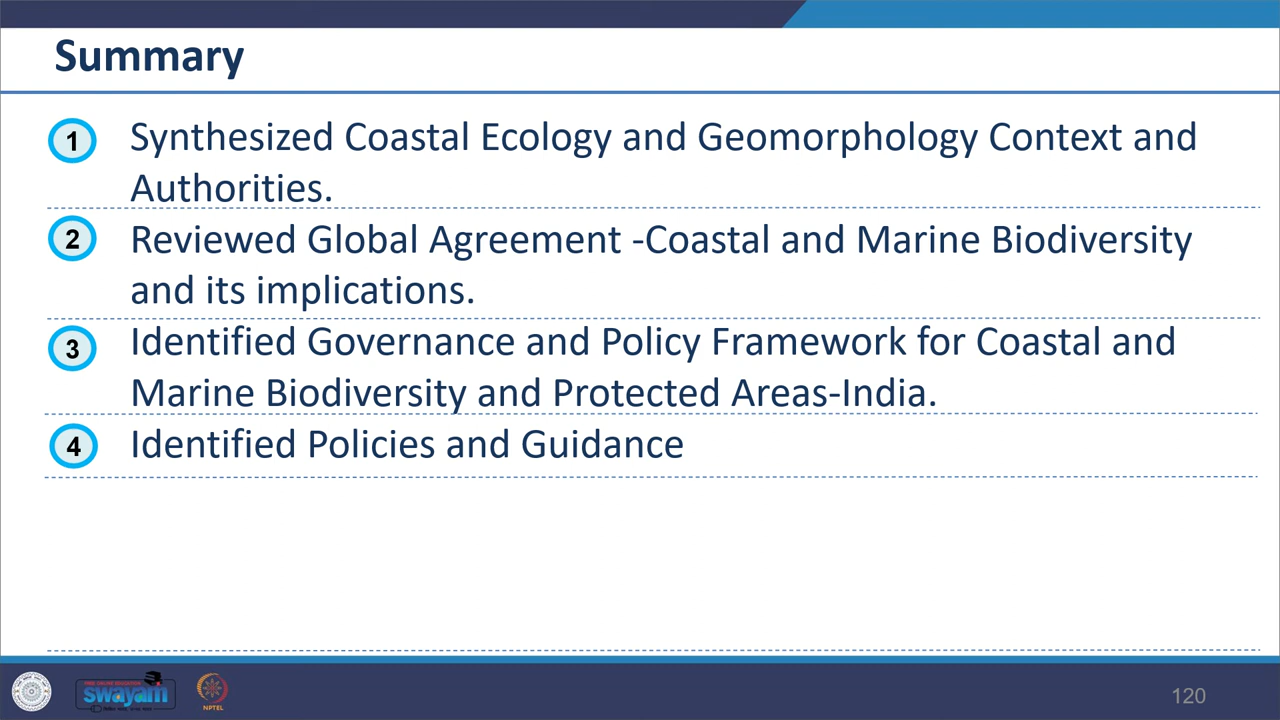 Summary
1
Synthesized Coastal Ecology and Geomorphology Context and
Authorities.
2
Reviewed Global Agreement -Coastal and Marine Biodiversity
and its implications.
3
Identified Governance and Policy Framework for Coastal and
Marine Biodiversity and Protected Areas-India.
4
Identified Policies and Guidance
swayam
NPTEL
120